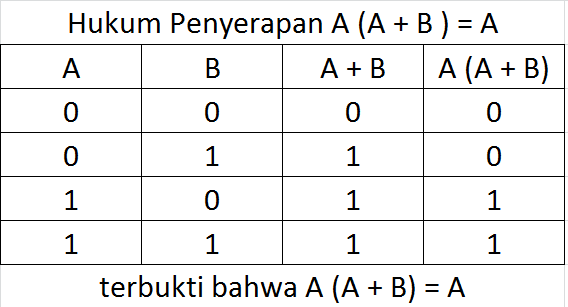 Hukum Penyerapan A (A + B ) = A
A B A + B A (A + B)
0 0 0 0
0 1 1 0
1 0 1 1
1 1 1 1
terbukti bahwa A (A + B) = A